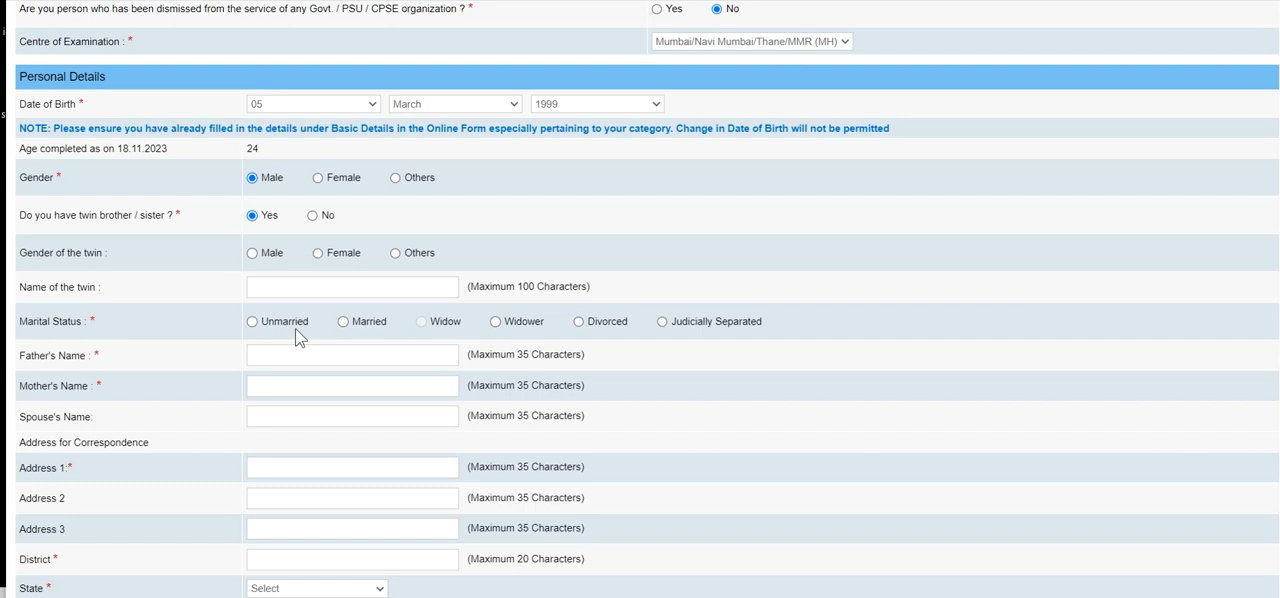 Are you person who has been dismissed from the service of any Govt. / PSU / CPSE organization ? * Yes No
Centre of Examination : * Mumbai/Navi Mumbai/Thane/MMR (MH)
Personal Details
Date of Birth * 05 March 1999
NOTE: Please ensure you have already filled in the details under Basic Details in the Online Form especially pertaining to your category. Change in Date of Birth will not be permitted
Age completed as on 18.11.2023 24
Gender * Male Female Others
Do you have twin brother / sister ? * Yes No
Gender of the twin : Male Female Others
Name of the twin : (Maximum 100 Characters)
Marital Status : * Unmarried Married Widow Widower Divorced Judicially Separated
Father's Name : * (Maximum 35 Characters)
Mother's Name : * (Maximum 35 Characters)
Spouse's Name: (Maximum 35 Characters)
Address for Correspondence
Address 1:* (Maximum 35 Characters)
Address 2 (Maximum 35 Characters)
Address 3 (Maximum 35 Characters)
District * (Maximum 20 Characters)
State * Select